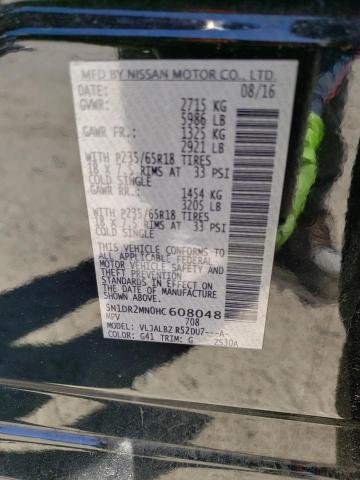 MFD BY NISSAN MOTOR CO., LTD.
DATE: 08/16
GVWR: 2715 KG
5986 LB
GAWR FR: 1325 KG
2921 LB
WITH P235/65R18 TIRES
18 X 7.5 RIMS AT 33 PSI
COLD SINGLE
GAWR RR: 1454 KG
3205 LB
WITH P235/65R18 TIRES
18 X 7.5 RIMS AT 33 PSI
COLD SINGLE
THIS VEHICLE CONFORMS TO
ALL APPLICABLE FEDERAL
MOTOR VEHICLE SAFETY AND
THEFT PREVENTION
STANDARDS IN EFFECT ON
THE DATE OF MANUFACTURE
SHOWN ABOVE.
5N1DR2MN0HC608048
MPV 708
MODEL: VLJALBZ R52DU7---A-
COLOR: G41 TRIM: G ZS30A